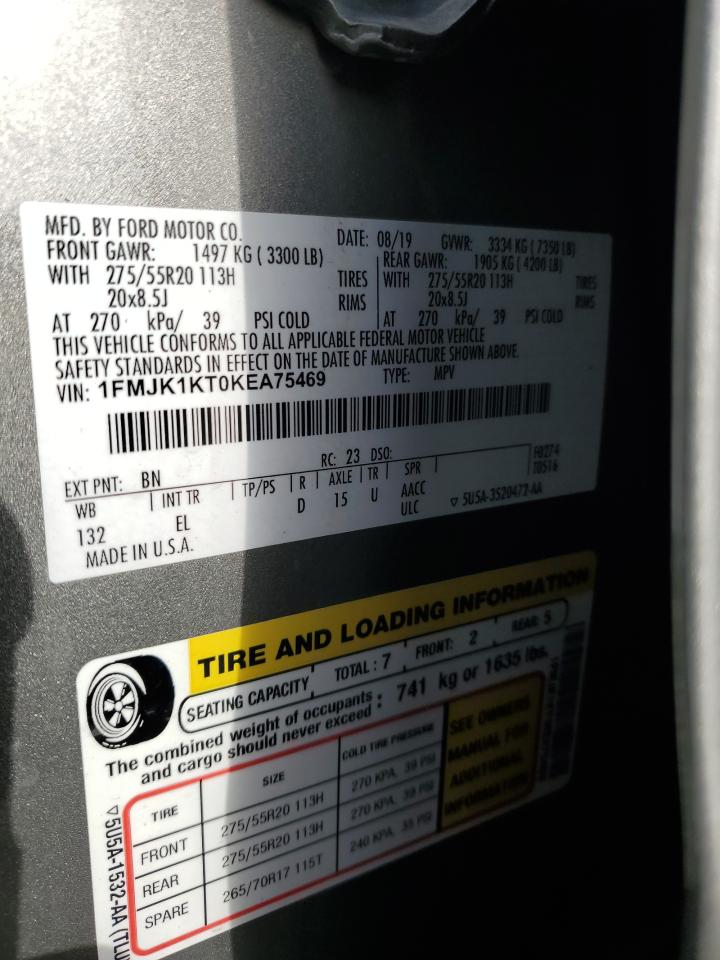 MFD. BY FORD MOTOR CO. DATE: 08/19 GVWR: 3334 KG ( 7350 LB)
FRONT GAWR: 1497 KG ( 3300 LB) REAR GAWR: 1905 KG ( 4200 LB)
WITH 275/55R20 113H TIRES WITH 275/55R20 113H TIRES
20x8.5J RIMS 20x8.5J RIMS
AT 270 kPa/ 39 PSI COLD AT 270 kPa/ 39 PSI COLD
THIS VEHICLE CONFORMS TO ALL APPLICABLE FEDERAL MOTOR VEHICLE
SAFETY STANDARDS IN EFFECT ON THE DATE OF MANUFACTURE SHOWN ABOVE.
VIN: 1FMJK1KT0KEA75469 TYPE: MPV
EXT PNT: BN RC: 23 DSO: F0274
T0516
WB INT TR TP/PS R AXLE TR SPR
132 EL D 15 U AACC
ULC 5U5A-3520472-AA
MADE IN U.S.A.
TIRE AND LOADING INFORMATION
SEATING CAPACITY TOTAL : 7 FRONT: 2 REAR: 5
The combined weight of occupants and cargo should never exceed : 741 kg or 1635 lbs.
TIRE SIZE COLD TIRE PRESSURE
FRONT 275/55R20 113H 270 KPA, 39 PSI
REAR 275/55R20 113H 270 KPA, 39 PSI
SPARE 265/70R17 115T 240 KPA, 35 PSI
SEE OWNERS
MANUAL FOR
ADDITIONAL
INFORMATION
5U5A-1532-AA (TLU